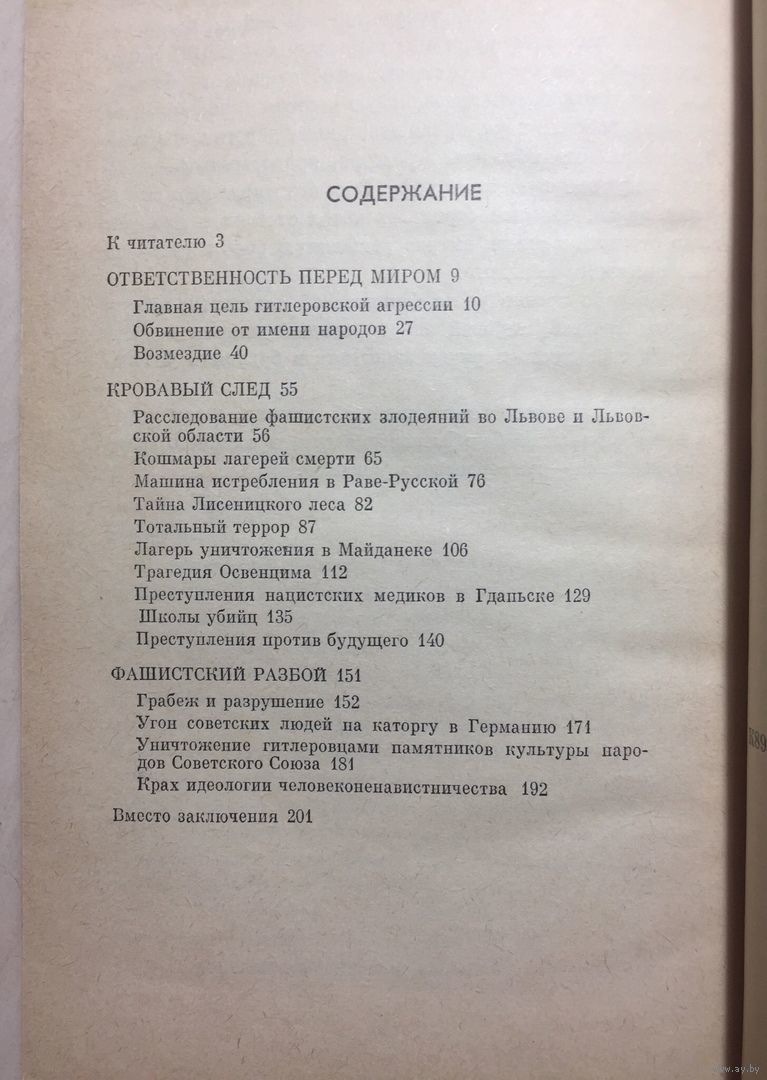 СОДЕРЖАНИЕ
К читателю 3
ОТВЕТСТВЕННОСТЬ ПЕРЕД МИРОМ 9
Главная цель гитлеровской агрессии 10
Обвинение от имени народов 27
Возмездие 40
КРОВАВЫЙ СЛЕД 55
Расследование фашистских злодеяний во Львове и Львов-
ской области 56
Кошмары лагерей смерти 65
Машина истребления в Раве-Русской 76
Тайна Лисеницкого леса 82
Тотальный террор 87
Лагерь уничтожения в Майданеке 106
Трагедия Освенцима 112
Преступления нацистских медиков в Гданьске 129
Школы убийц 135
Преступления против будущего 140
ФАШИСТСКИЙ РАЗБОЙ 151
Грабеж и разрушение 152
Угон советских людей на каторгу в Германию 171
Уничтожение гитлеровцами памятников культуры наро-
дов Советского Союза 181
Крах идеологии человеконенавистничества 192
Вместо заключения 201
К89
www.ay.by